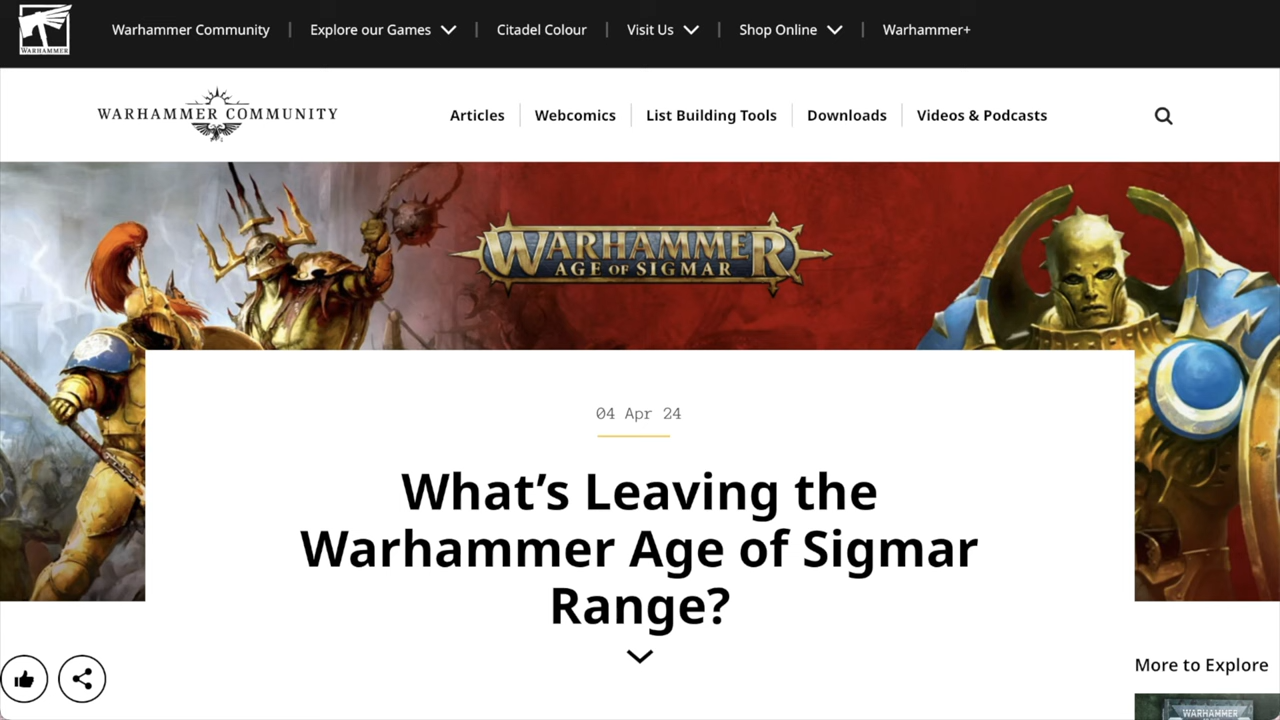 WARHAMMER
Warhammer Community
Explore our Games
Citadel Colour
Visit Us
Shop Online
Warhammer+
WARHAMMER COMMUNITY
Articles
Webcomics
List Building Tools
Downloads
Videos & Podcasts
WARHAMMER
AGE OF SIGMAR
04 Apr 24
What’s Leaving the
Warhammer Age of Sigmar
Range?
More to Explore
WARHAMMER